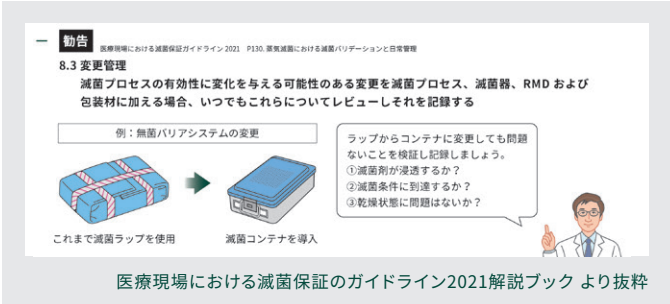 勧告 医療現場における滅菌保証ガイドライン 2021 P130. 蒸気滅菌における滅菌バリデーションと日常管理
8.3 変更管理
滅菌プロセスの有効性に変化を与える可能性のある変更を滅菌プロセス、滅菌器、RMD および
包装材に加える場合、いつでもこれらについてレビューしそれを記録する
例：無菌バリアシステムの変更
これまで滅菌ラップを使用
滅菌コンテナを導入
ラップからコンテナに変更しても問題
ないことを検証し記録しましょう。
①滅菌剤が浸透するか？
②滅菌条件に到達するか？
③乾燥状態に問題はないか？
医療現場における滅菌保証のガイドライン2021解説ブック より抜粋